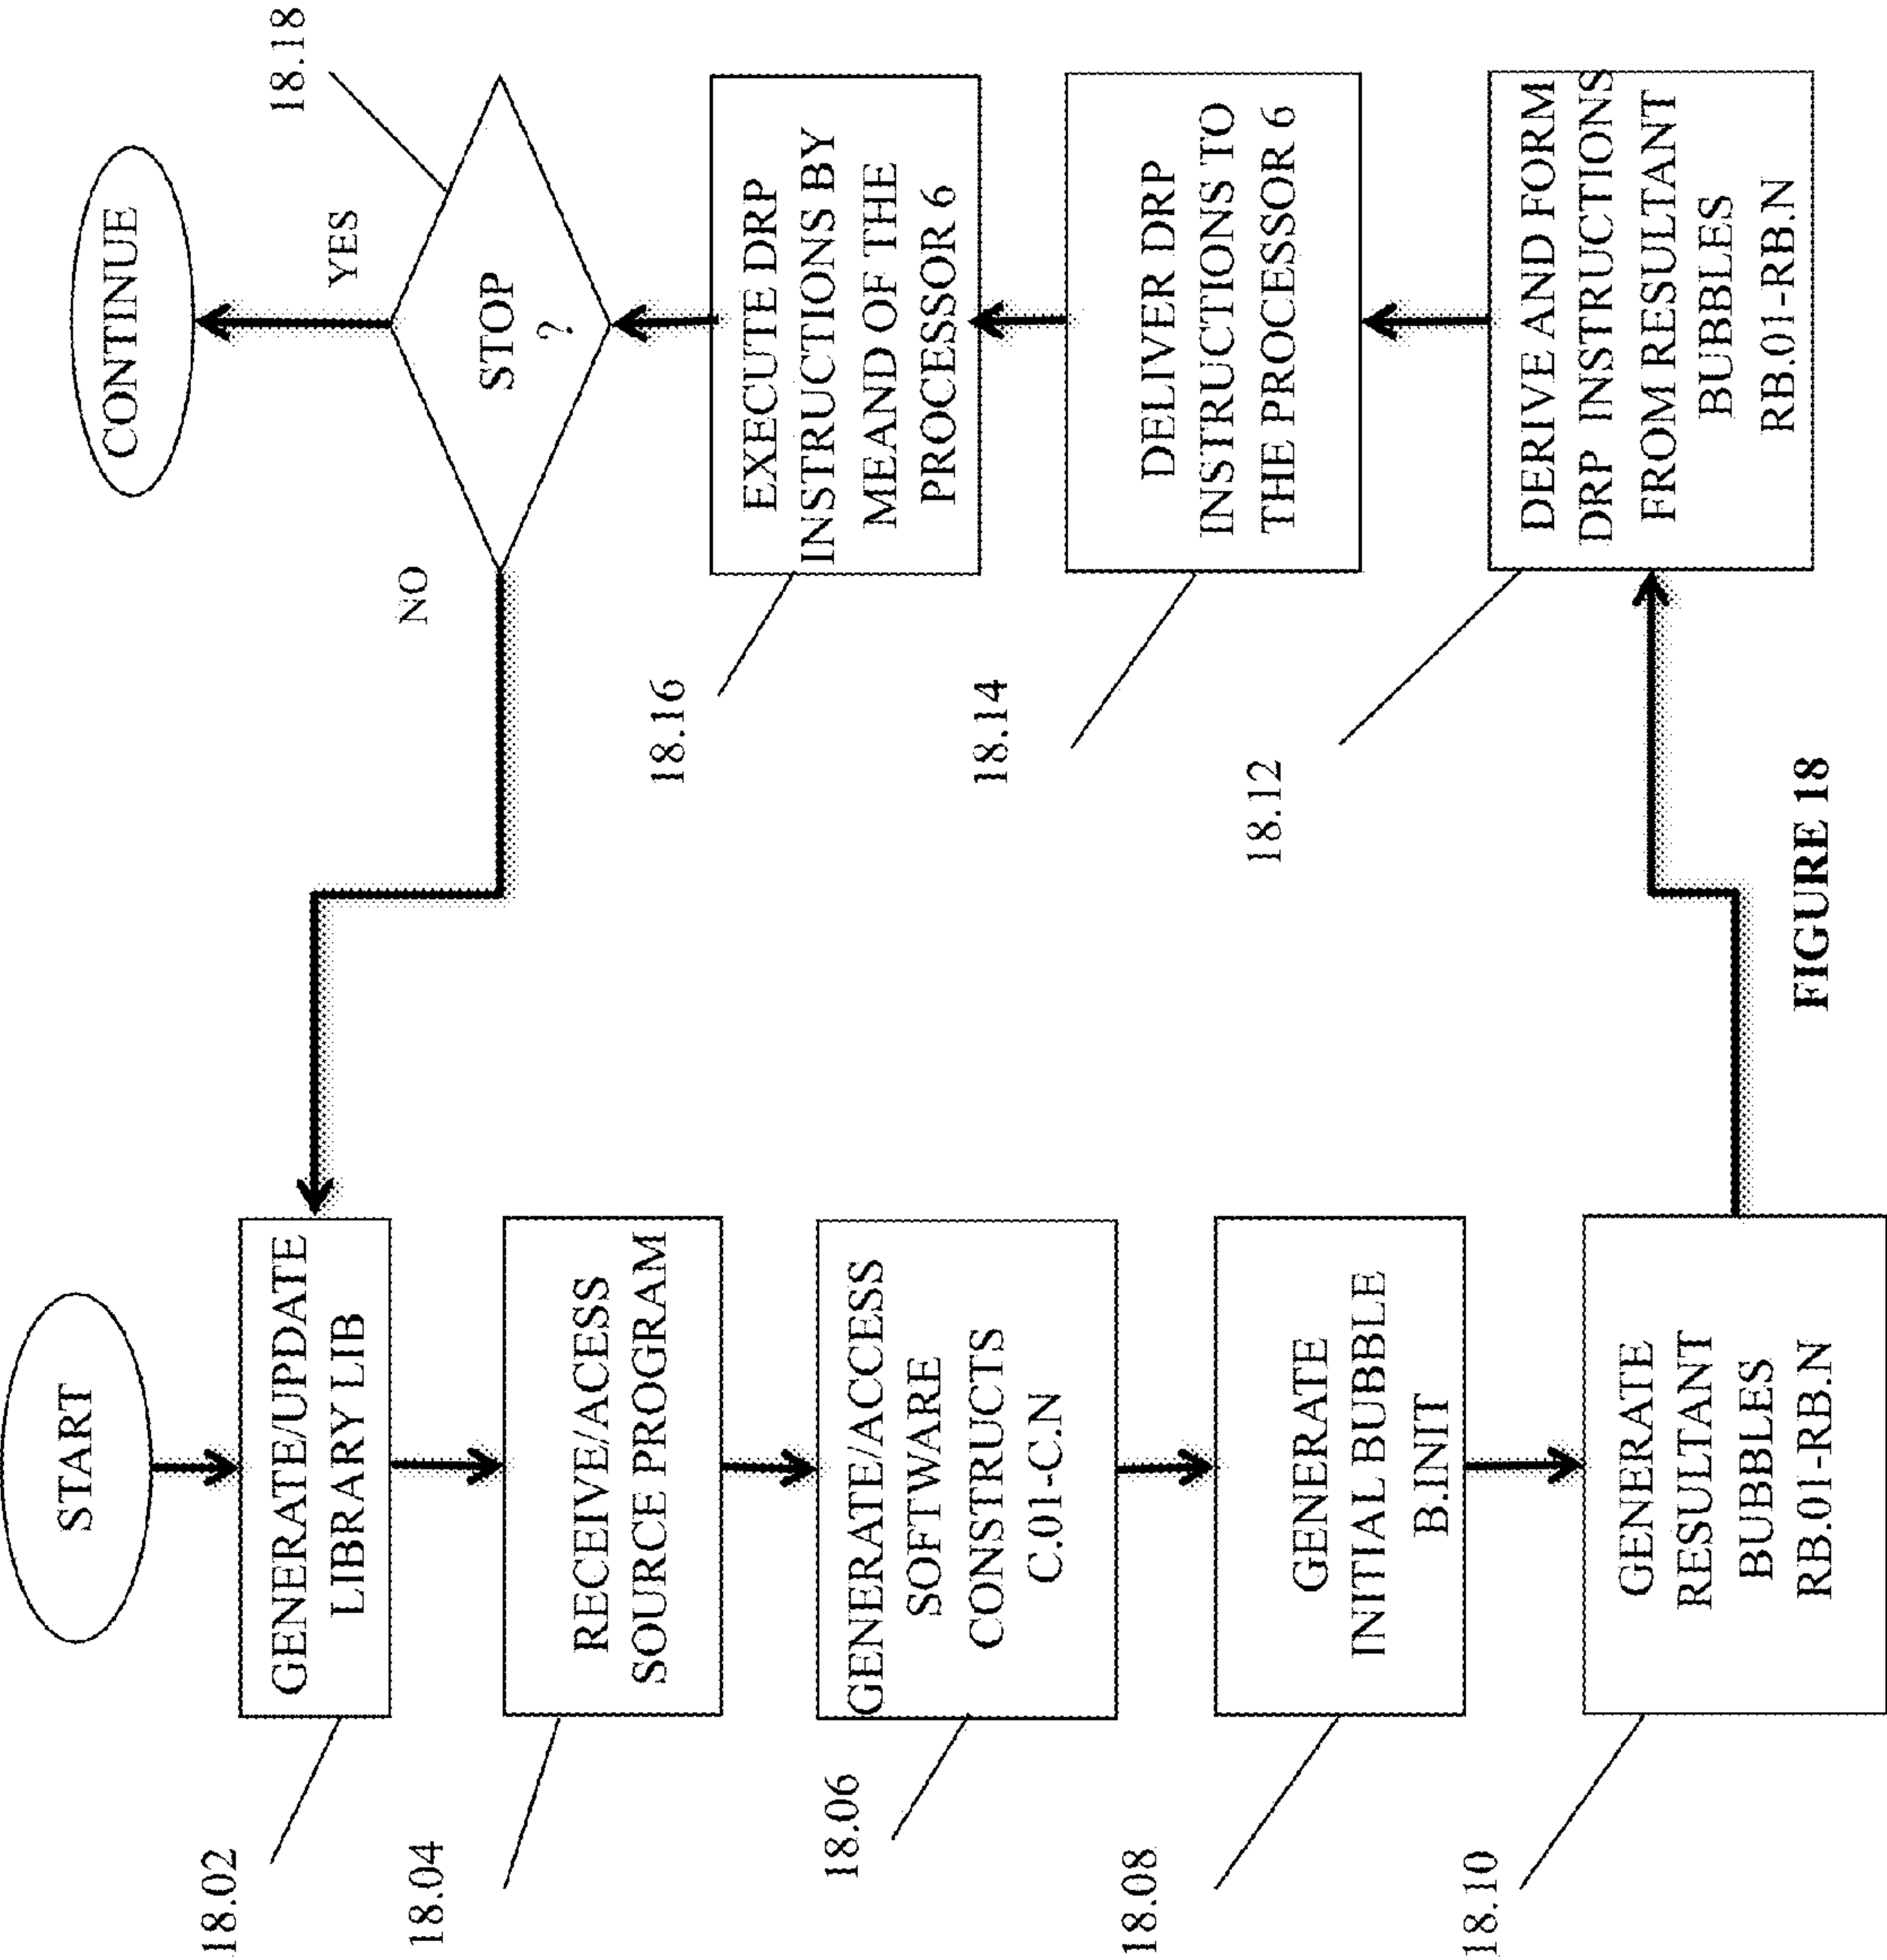 START
18.02
GENERATE/UPDATE
LIBRARY LIB
18.04
RECEIVE/ACESS
SOURCE PROGRAM
18.06
GENERATE/ACCESS
SOFTWARE
CONSTRUCTS
C.01-C.N
18.08
GENERATE
INITIAL BUBBLE
B.INIT
18.10
GENERATE
RESULTANT
BUBBLES
RB.01-RB.N
18.12
DERIVE AND FORM
DRP INSTRUCTIONS
FROM RESULTANT
BUBBLES
RB.01-RB.N
18.14
DELIVER DRP
INSTRUCTIONS TO
THE PROCESSOR 6
18.16
EXECUTE DRP
INSTRUCTIONS BY
MEAND OF THE
PROCESSOR 6
18.18
STOP
?
NO
YES
CONTINUE
FIGURE 18